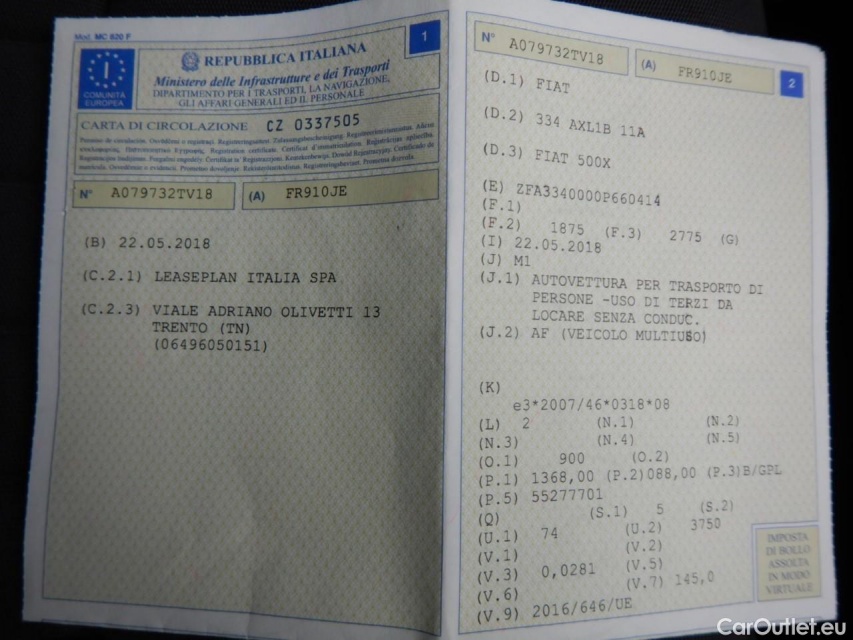 Mod. MC 820 F
1
I
COMUNITÀ
EUROPEA
REPUBBLICA ITALIANA
Ministero delle Infrastrutture e dei Trasporti
DIPARTIMENTO PER I TRASPORTI, LA NAVIGAZIONE,
GLI AFFARI GENERALI ED IL PERSONALE
CARTA DI CIRCOLAZIONE CZ 0337505
N° A079732TV18 (A) FR910JE
(B) 22.05.2018
(C.2.1) LEASEPLAN ITALIA SPA
(C.2.3) VIALE ADRIANO OLIVETTI 13
TRENTO (TN)
(06496050151)
N° A079732TV18 (A) FR910JE
2
(D.1) FIAT
(D.2) 334 AXL1B 11A
(D.3) FIAT 500X
(E) ZFA3340000P660414
(F.1)
(F.2) 1875 (F.3) 2775 (G)
(I) 22.05.2018
(J) M1
(J.1) AUTOVETTURA PER TRASPORTO DI
PERSONE -USO DI TERZI DA
LOCARE SENZA CONDUC.
(J.2) AF (VEICOLO MULTIUSO)
(K)
e3*2007/46*0318*08
(L) 2 (N.1) (N.2)
(N.3) (N.4) (N.5)
(O.1) 900 (O.2)
(P.1) 1368,00 (P.2)088,00 (P.3)B/GPL
(P.5) 55277701
(Q) (S.1) 5 (S.2)
(U.1) 74 (U.2) 3750
(V.1) (V.2)
(V.3) 0,0281 (V.5)
(V.6) (V.7) 145,0
(V.9) 2016/646/UE
IMPOSTA
DI BOLLO
ASSOLTA
IN MODO
VIRTUALE
CarOutlet.eu